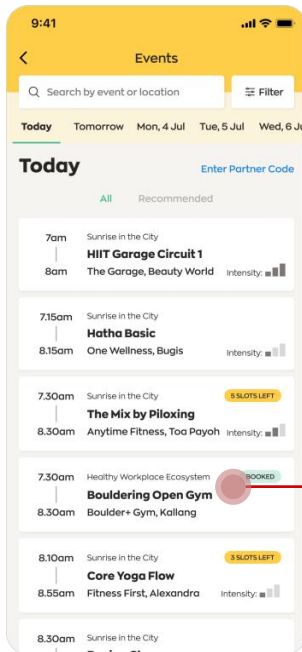 9:41
Events
Search by event or location
Filter
Today Tomorrow Mon, 4 Jul Tue, 5 Jul Wed, 6 Ju
Today
Enter Partner Code
All Recommended
7am Sunrise in the City
HIIT Garage Circuit 1
8am The Garage, Beauty World Intensity:
7.15am Sunrise in the City
Hatha Basic
8.15am One Wellness, Bugis Intensity:
7.30am Sunrise in the City 5 SLOTS LEFT
The Mix by Piloxing
8.30am Anytime Fitness, Toa Payoh Intensity:
7.30am Healthy Workplace Ecosystem BOOKED
Bouldering Open Gym
8.30am Boulder+ Gym, Kallang
8.10am Sunrise in the City 3 SLOTS LEFT
Core Yoga Flow
8.55am Fitness First, Alexandra Intensity:
8.30am Sunrise in the City